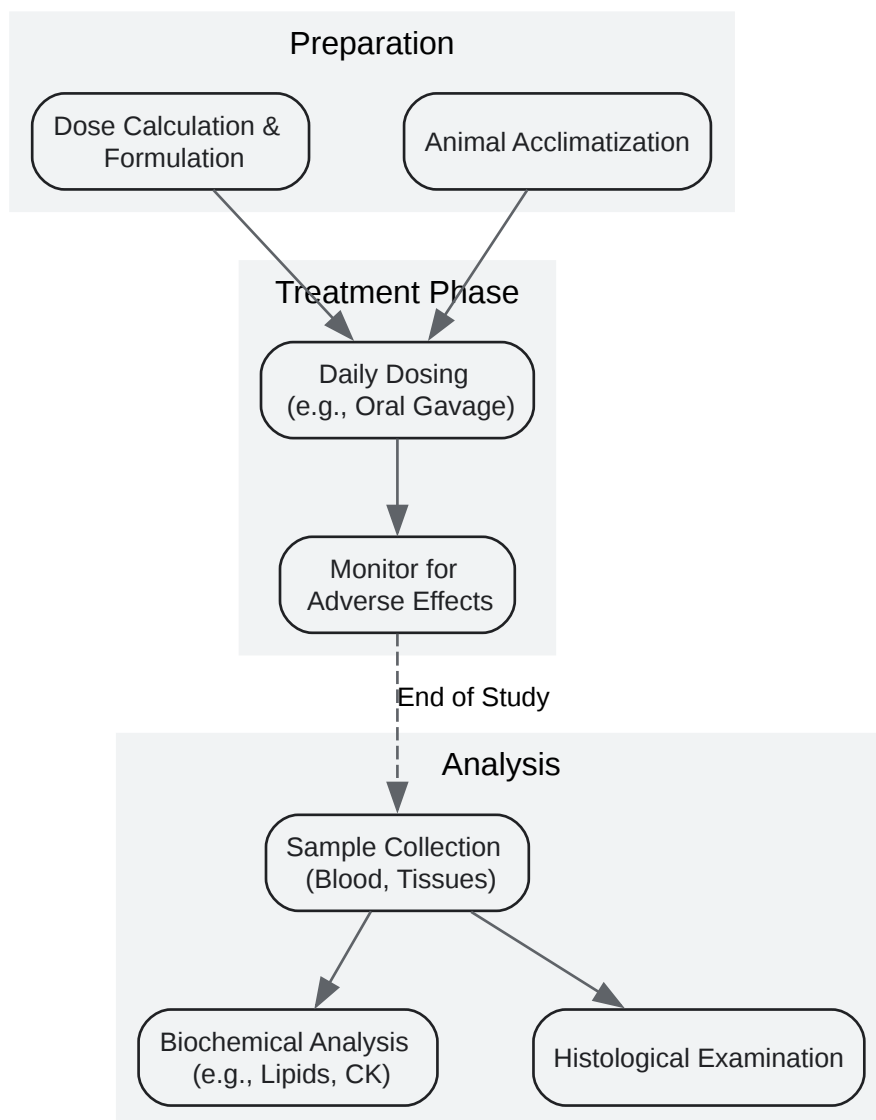 Preparation
Dose Calculation &
Formulation
Animal Acclimatization
Treatment Phase
Daily Dosing
(e.g., Oral Gavage)
Monitor for
Adverse Effects
End of Study
Analysis
Sample Collection
(Blood, Tissues)
Biochemical Analysis
(e.g., Lipids, CK)
Histological Examination